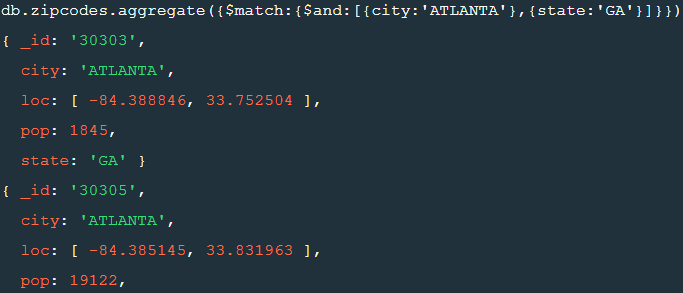 db.zipcodes.aggregate({$match:{$and:[{city:'ATLANTA'},{state:'GA'}]}})
{ _id: '30303',
  city: 'ATLANTA',
  loc: [ -84.388846, 33.752504 ],
  pop: 1845,
  state: 'GA' }
{ _id: '30305',
  city: 'ATLANTA',
  loc: [ -84.385145, 33.831963 ],
  pop: 19122,